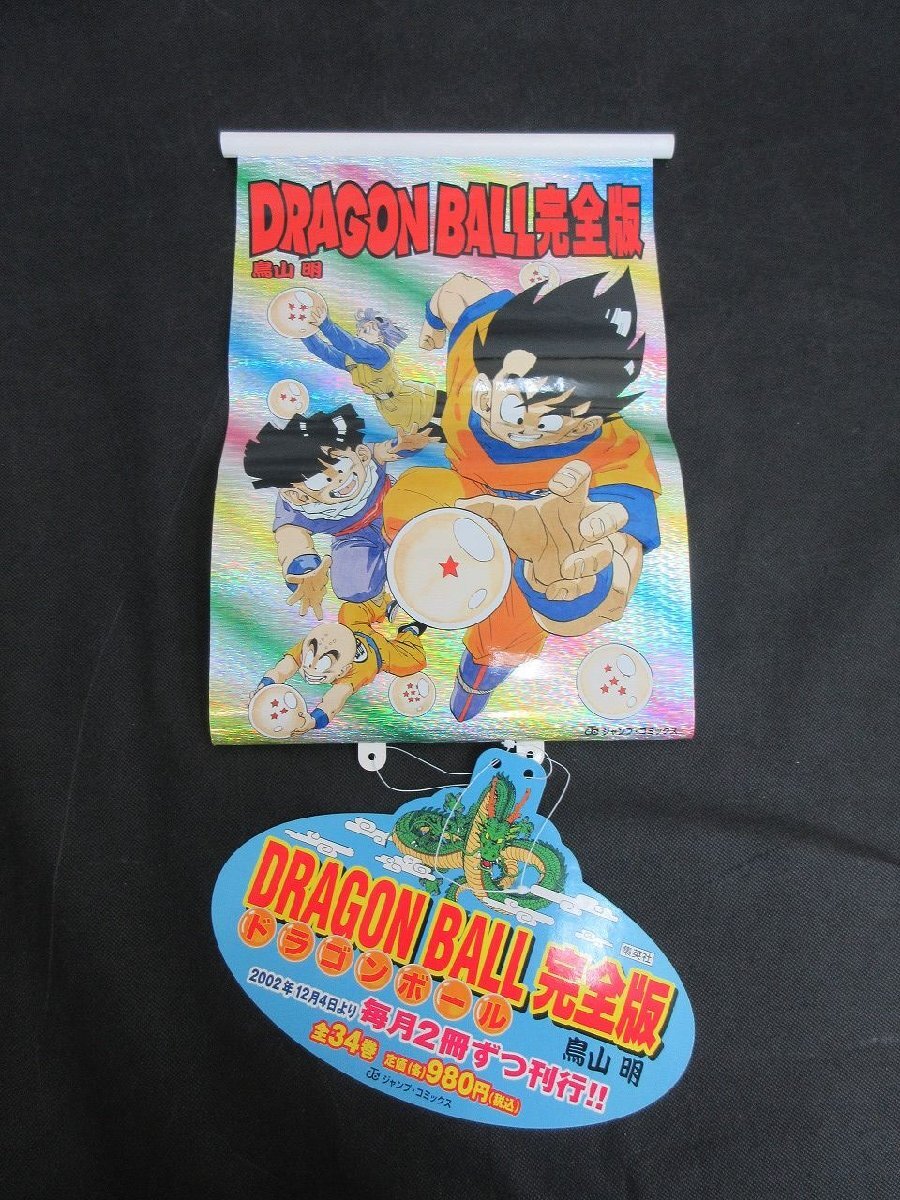 DRAGON BALL完全版
鳥山 明
ジャンプ・コミックス
集英社
DRAGON BALL 完全版
ドラゴンボール
鳥山 明
2002年12月4日より 毎月2冊ずつ刊行!!
全34巻 定価(各)980円(税込)
ジャンプ・コミックス